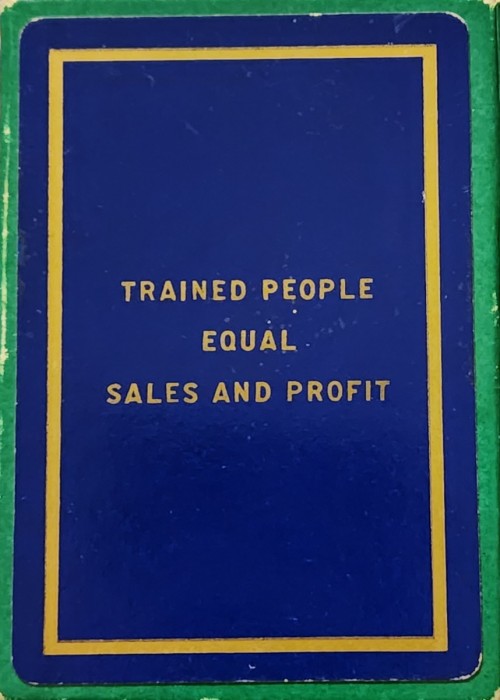 TRAINED PEOPLE
EQUAL
SALES AND PROFIT